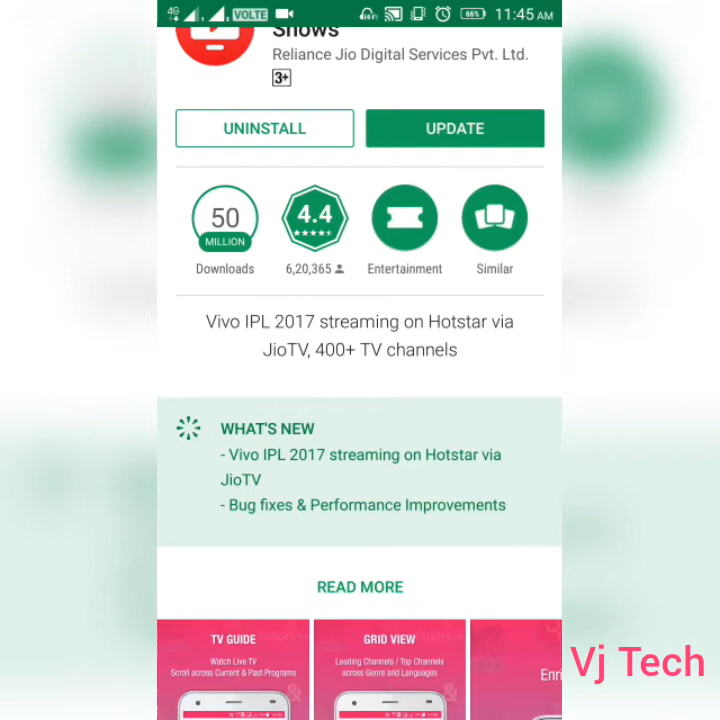 4G VOLTE 66% 11:45 AM
Shows
Reliance Jio Digital Services Pvt. Ltd.
3+
UNINSTALL UPDATE
50 4.4
MILLION
Downloads 6,20,365 Entertainment Similar
Vivo IPL 2017 streaming on Hotstar via
JioTV, 400+ TV channels
WHAT'S NEW
- Vivo IPL 2017 streaming on Hotstar via
JioTV
- Bug fixes & Performance Improvements
READ MORE
TV GUIDE
Watch Live TV
Scroll across Current & Past Programs
GRID VIEW
Leading Channels / Top Channels
across Genre and Languages
Enri
Vj Tech